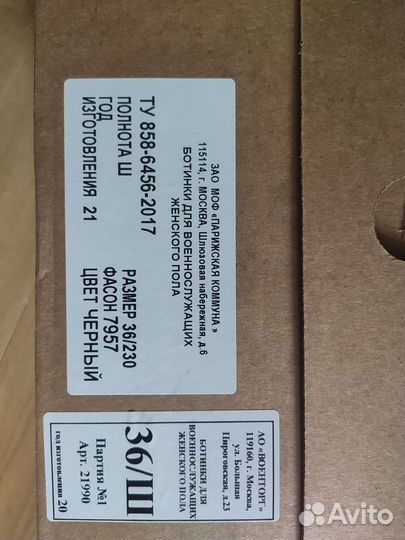 ЗАО МОФ «ПАРИЖСКАЯ КОММУНА»
115114, г. МОСКВА, Шлюзовая набережная, д.6
БОТИНКИ ДЛЯ ВОЕННОСЛУЖАЩИХ
ЖЕНСКОГО ПОЛА
ТУ 858-6456-2017
ПОЛНОТА Ш
ГОД
ИЗГОТОВЛЕНИЯ 21
РАЗМЕР 36/230
ФАСОН 7957
ЦВЕТ ЧЕРНЫЙ
АО «ВОЕНТОРГ»
119160, г. Москва,
ул. Большая
Пироговская, д.23
БОТИНКИ ДЛЯ
ВОЕННОСЛУЖАЩИХ
ЖЕНСКОГО ПОЛА
36/Ш
Партия №1
Арт. 21990
год изготовления 20
Avito